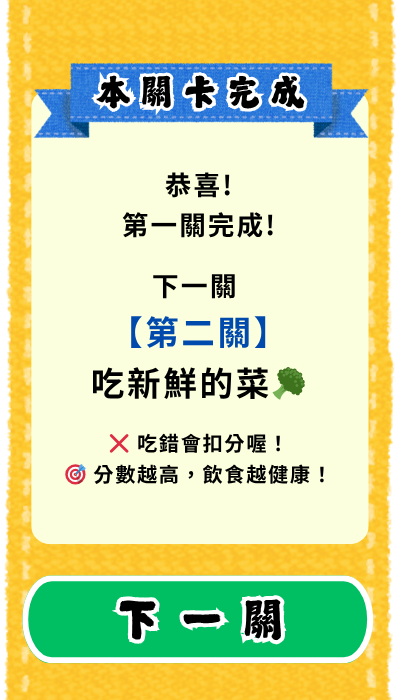 本關卡完成
恭喜!
第一關完成!
下一關
【第二關】
吃新鮮的菜🥦
❌ 吃錯會扣分喔！
🎯 分數越高，飲食越健康！
下一關